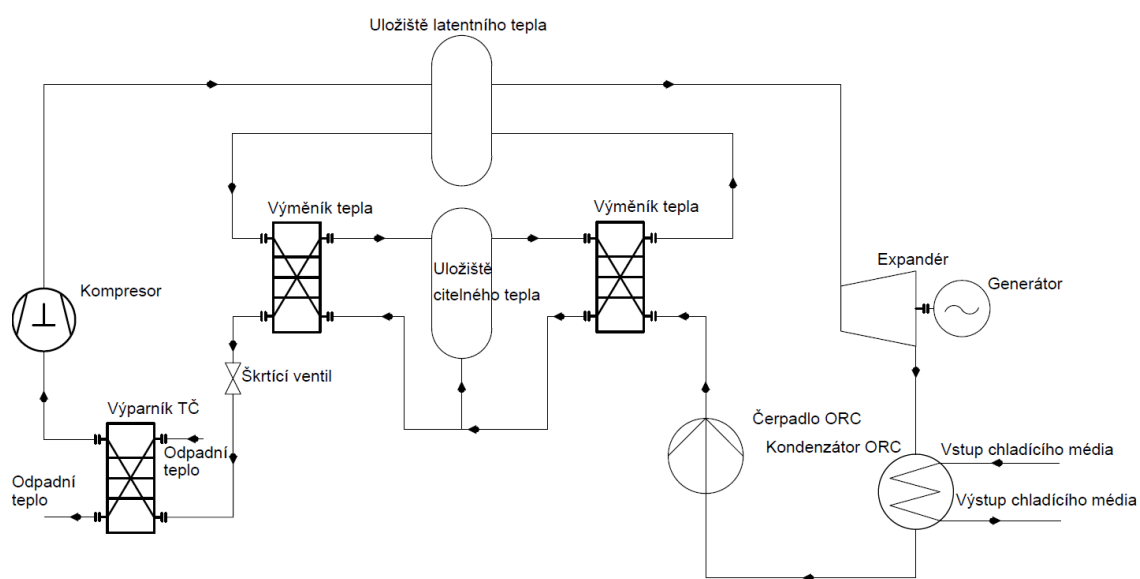 Uložiště latentního tepla
Výměník tepla
Výměník tepla
Uložiště
citelného tepla
Expandér
Generátor
Kompresor
Škrtící ventil
Výparník TČ
Odpadní
teplo
Odpadní
teplo
Čerpadlo ORC
Kondenzátor ORC
Vstup chladícího média
Výstup chladícího média